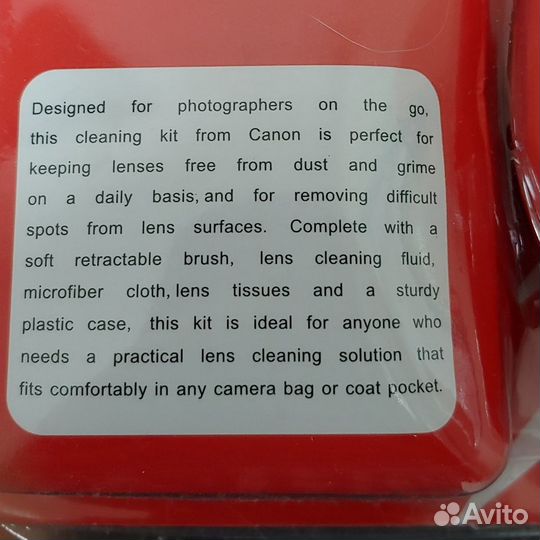 Designed for photographers on the go,
this cleaning kit from Canon is perfect for
keeping lenses free from dust and grime
on a daily basis, and for removing difficult
spots from lens surfaces. Complete with a
soft retractable brush, lens cleaning fluid,
microfiber cloth, lens tissues and a sturdy
plastic case, this kit is ideal for anyone who
needs a practical lens cleaning solution that
fits comfortably in any camera bag or coat pocket.
Avito